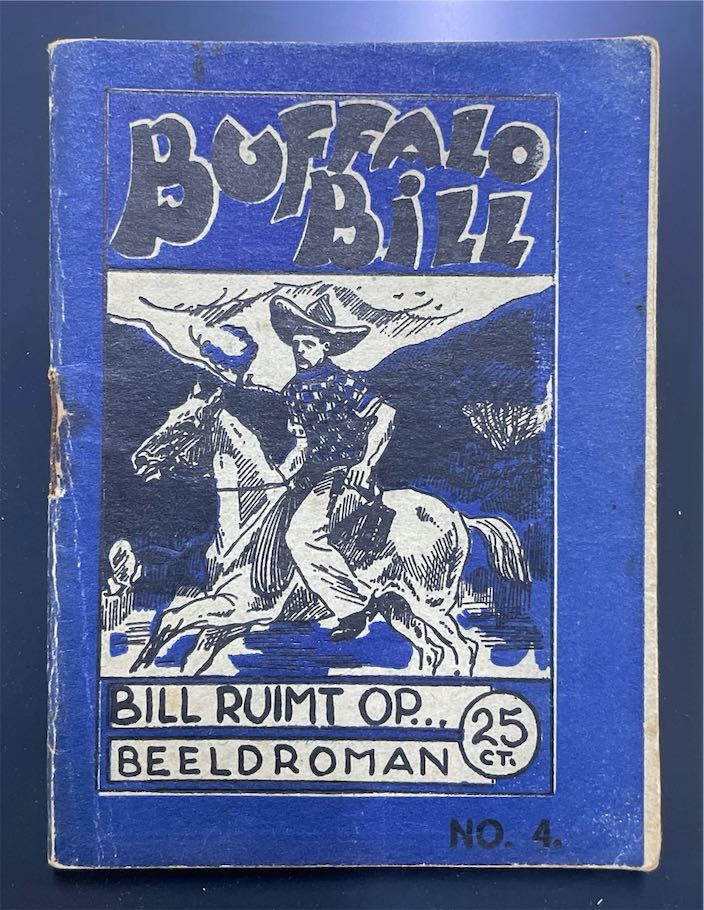 BUFFALO
BILL
BILL RUIMT OP...
BEELDROMAN
25
CT.
NO. 4.